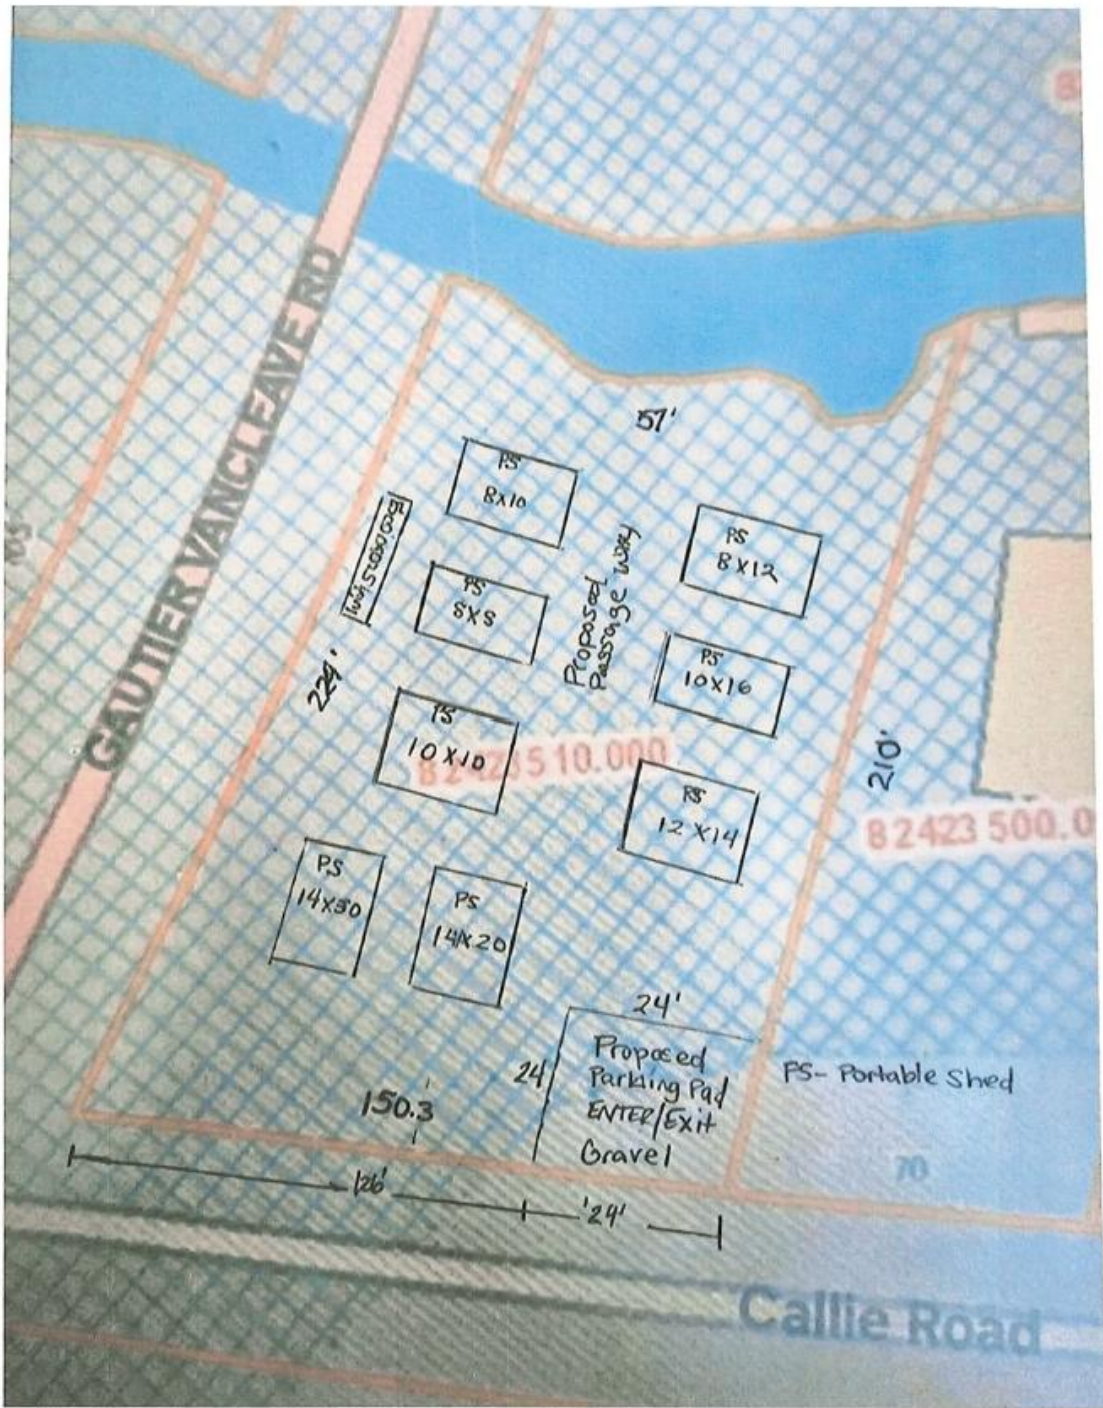 GAUTIER VANCLEAVE RD
57'
PS
8X10
PS
8X12
PS
8X8
Proposed
Passage way
PS
10X16
224'
PS
10X10
82423510.000
210'
PS
12X14
82423500.0
PS
14X30
PS
14X20
24'
24
Proposed
Parking Pad
ENTER/Exit
Gravel
PS- Portable Shed
150.3
70
126'
'24'
Callie Road